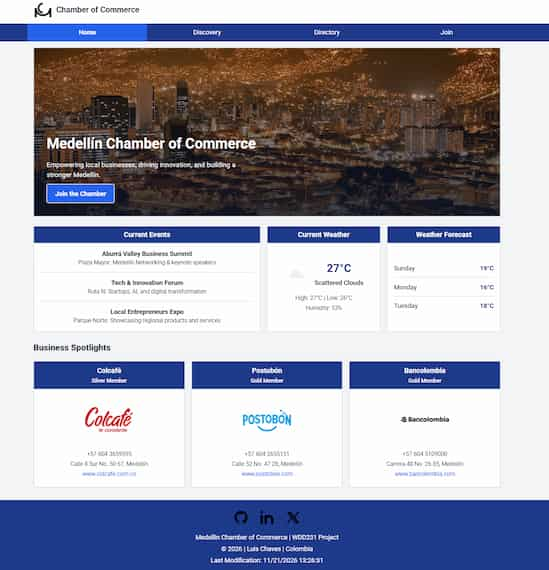 Chamber of Commerce
Home
Discovery
Directory
Join
Medellín Chamber of Commerce
Empowering local businesses, driving innovation, and building a
stronger Medellín.
Join the Chamber
Current Events
Aburrá Valley Business Summit
Plaza Mayor: Medellín Networking & keynote speakers
Tech & Innovation Forum
Ruta N: Startups, AI, and digital transformation
Local Entrepreneurs Expo
Parque Norte: Showcasing regional products and services
Current Weather
27°C
Scattered Clouds
High: 27°C | Low: 26°C
Humidity: 53%
Weather Forecast
Sunday 19°C
Monday 16°C
Tuesday 18°C
Business Spotlights
Colcafé
Silver Member
Colcafé
te conecta
+57 604 3659595
Calle 8 Sur No. 50-67, Medellín
www.colcafe.com.co
Postobón
Gold Member
POSTOBÓN
Calle 52 No. 47-28, Medellín
www.postobon.com
Bancolombia
Gold Member
Bancolombia
+57 604 5109000
Carrera 48 No. 26-85, Medellín
www.bancolombia.com
Medellín Chamber of Commerce | WDD231 Project
© 2026 | Luis Chaves | Colombia
Last Modification: 11/21/2026 13:28:51